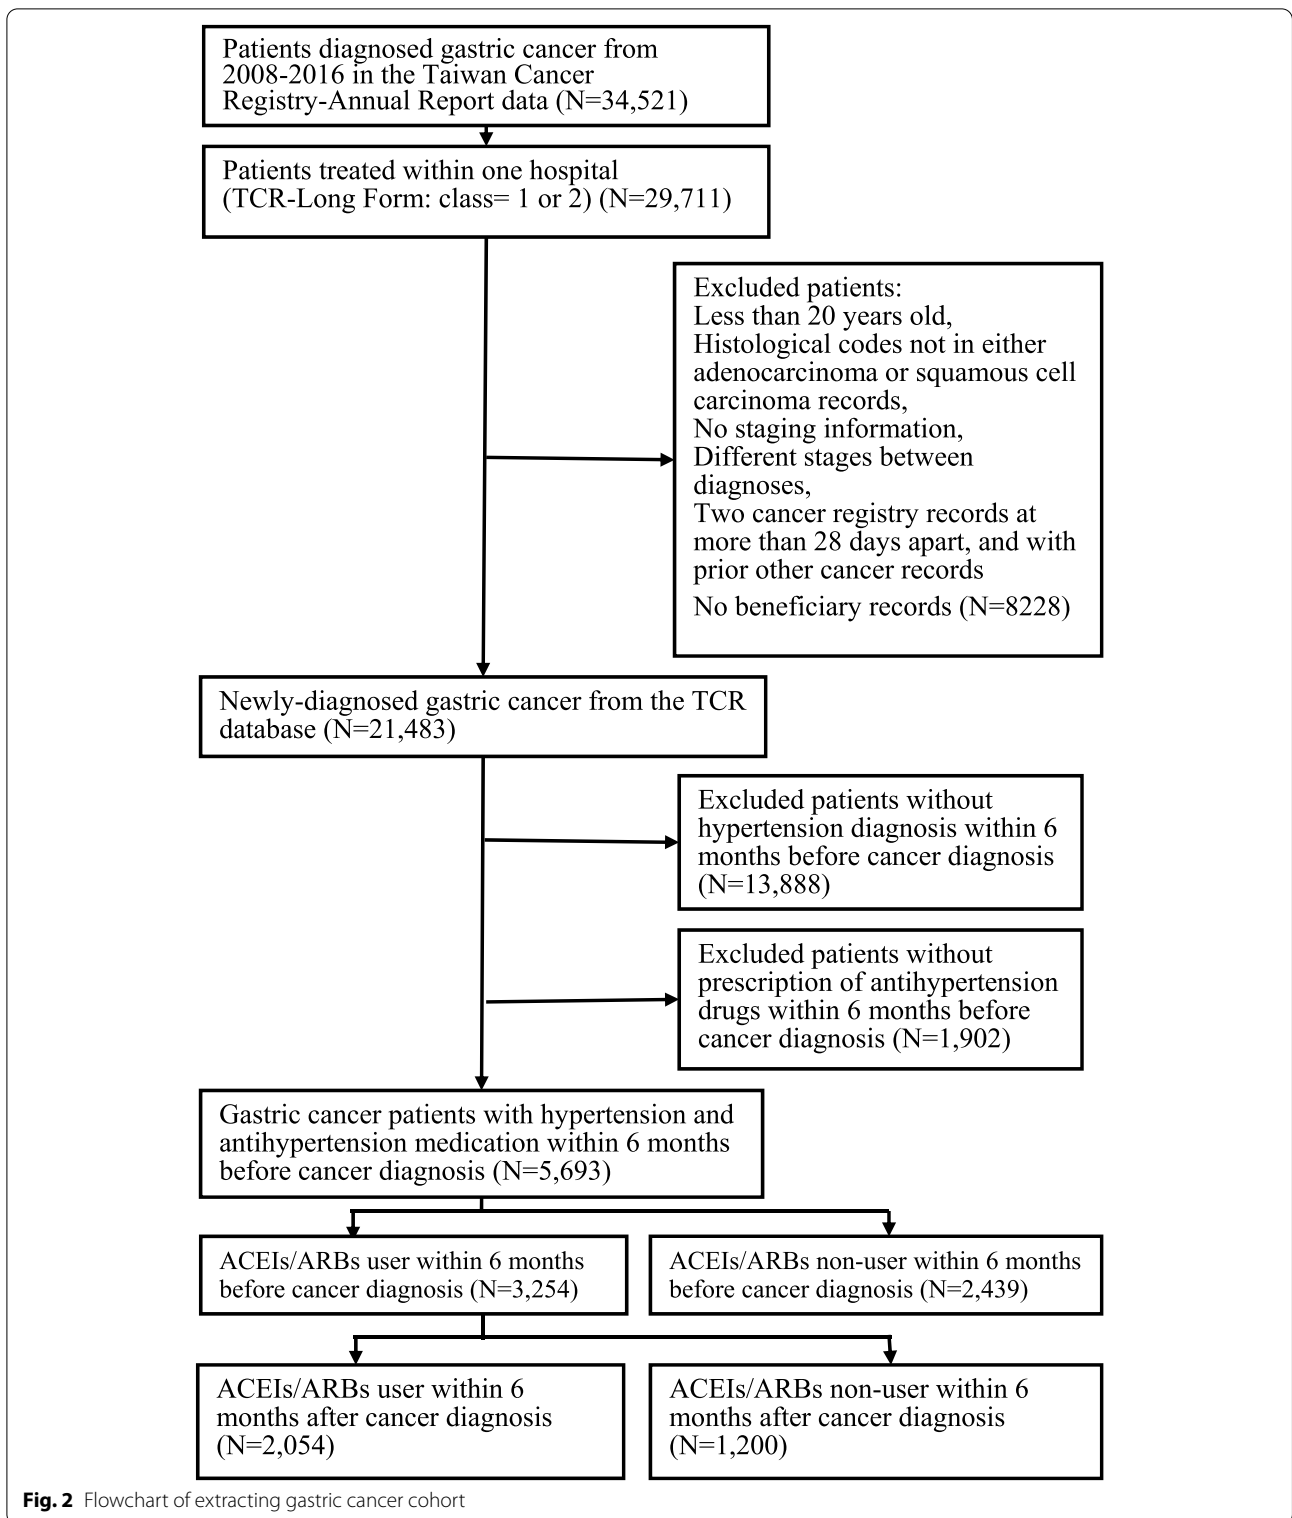 Patients diagnosed gastric cancer from
2008-2016 in the Taiwan Cancer
Registry-Annual Report data (N=34,521)
Patients treated within one hospital
(TCR-Long Form: class= 1 or 2) (N=29,711)
Excluded patients:
Less than 20 years old,
Histological codes not in either
adenocarcinoma or squamous cell
carcinoma records,
No staging information,
Different stages between
diagnoses,
Two cancer registry records at
more than 28 days apart, and with
prior other cancer records
No beneficiary records (N=8228)
Newly-diagnosed gastric cancer from the TCR
database (N=21,483)
Excluded patients without
hypertension diagnosis within 6
months before cancer diagnosis
(N=13,888)
Excluded patients without
prescription of antihypertension
drugs within 6 months before
cancer diagnosis (N=1,902)
Gastric cancer patients with hypertension and
antihypertension medication within 6 months
before cancer diagnosis (N=5,693)
ACEIs/ARBs user within 6 months
before cancer diagnosis (N=3,254)
ACEIs/ARBs non-user within 6 months
before cancer diagnosis (N=2,439)
ACEIs/ARBs user within 6
months after cancer diagnosis
(N=2,054)
ACEIs/ARBs non-user within 6
months after cancer diagnosis
(N=1,200)
Fig. 2 Flowchart of extracting gastric cancer cohort